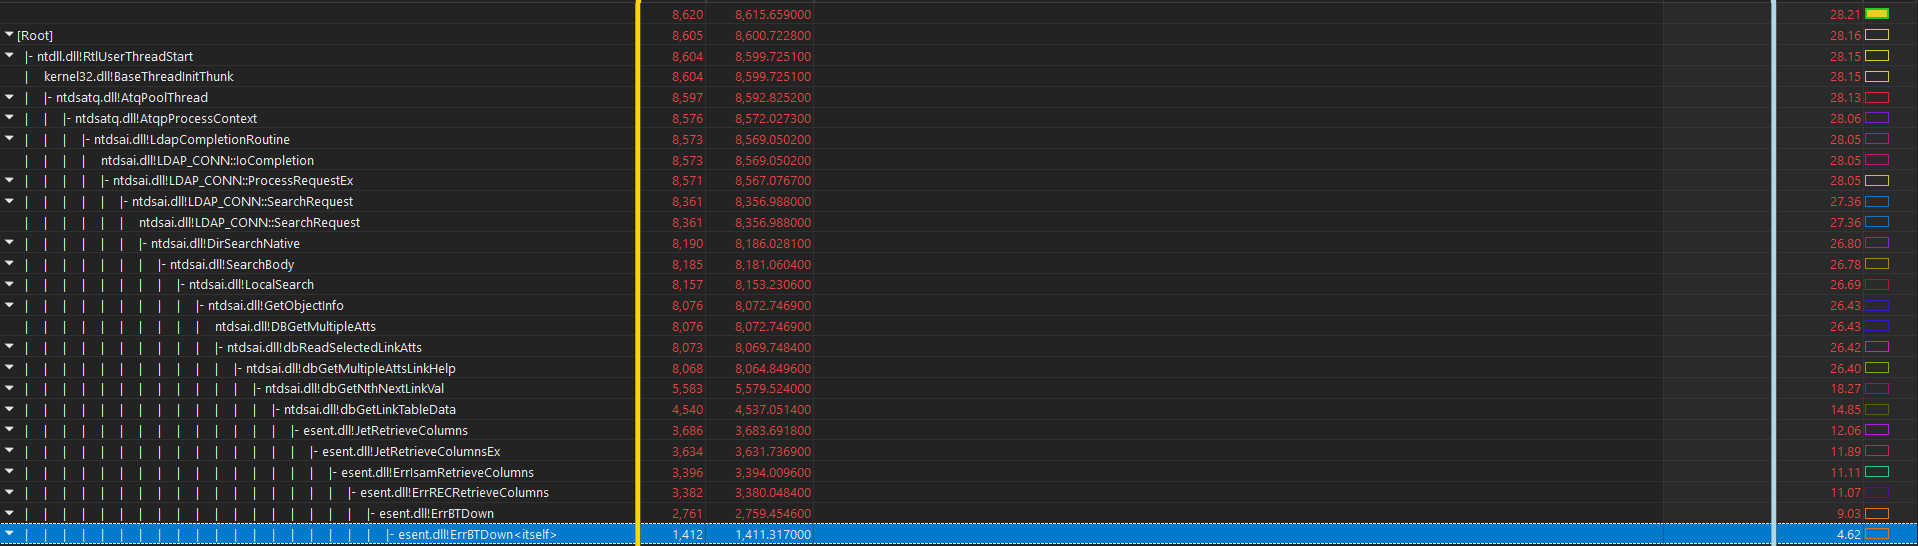 8,620 8,615.659000 28.21
[Root] 8,605 8,600.722800 28.16
|- ntdll.dll!RtlUserThreadStart 8,604 8,599.725100 28.15
| kernel32.dll!BaseThreadInitThunk 8,604 8,599.725100 28.15
| |- ntdsatq.dll!AtqPoolThread 8,597 8,592.825200 28.13
| | |- ntdsatq.dll!AtqpProcessContext 8,576 8,572.027300 28.06
| | | |- ntdsai.dll!LdapCompletionRoutine 8,573 8,569.050200 28.05
| | | | ntdsai.dll!LDAP_CONN::IoCompletion 8,573 8,569.050200 28.05
| | | | |- ntdsai.dll!LDAP_CONN::ProcessRequestEx 8,571 8,567.076700 28.05
| | | | | |- ntdsai.dll!LDAP_CONN::SearchRequest 8,361 8,356.988000 27.36
| | | | | | ntdsai.dll!LDAP_CONN::SearchRequest 8,361 8,356.988000 27.36
| | | | | | |- ntdsai.dll!DirSearchNative 8,190 8,186.028100 26.80
| | | | | | | |- ntdsai.dll!SearchBody 8,185 8,181.060400 26.78
| | | | | | | | |- ntdsai.dll!LocalSearch 8,157 8,153.230600 26.69
| | | | | | | | | |- ntdsai.dll!GetObjectInfo 8,076 8,072.746900 26.43
| | | | | | | | | | ntdsai.dll!DBGetMultipleAtts 8,076 8,072.746900 26.43
| | | | | | | | | | |- ntdsai.dll!dbReadSelectedLinkAtts 8,073 8,069.748400 26.42
| | | | | | | | | | | |- ntdsai.dll!dbGetMultipleAttsLinkHelp 8,068 8,064.849600 26.40
| | | | | | | | | | | | |- ntdsai.dll!dbGetNthNextLinkVal 5,583 5,579.524000 18.27
| | | | | | | | | | | | | |- ntdsai.dll!dbGetLinkTableData 4,540 4,537.051400 14.85
| | | | | | | | | | | | | | |- esent.dll!JetRetrieveColumns 3,686 3,683.691800 12.06
| | | | | | | | | | | | | | | |- esent.dll!JetRetrieveColumnsEx 3,634 3,631.736900 11.89
| | | | | | | | | | | | | | | | |- esent.dll!ErrIsamRetrieveColumns 3,396 3,394.009600 11.11
| | | | | | | | | | | | | | | | | |- esent.dll!ErrRECRetrieveColumns 3,382 3,380.048400 11.07
| | | | | | | | | | | | | | | | | | |- esent.dll!ErrBTDown 2,761 2,759.454600 9.03
| | | | | | | | | | | | | | | | | | | |- esent.dll!ErrBTDown<itself> 1,412 1,411.317000 4.62